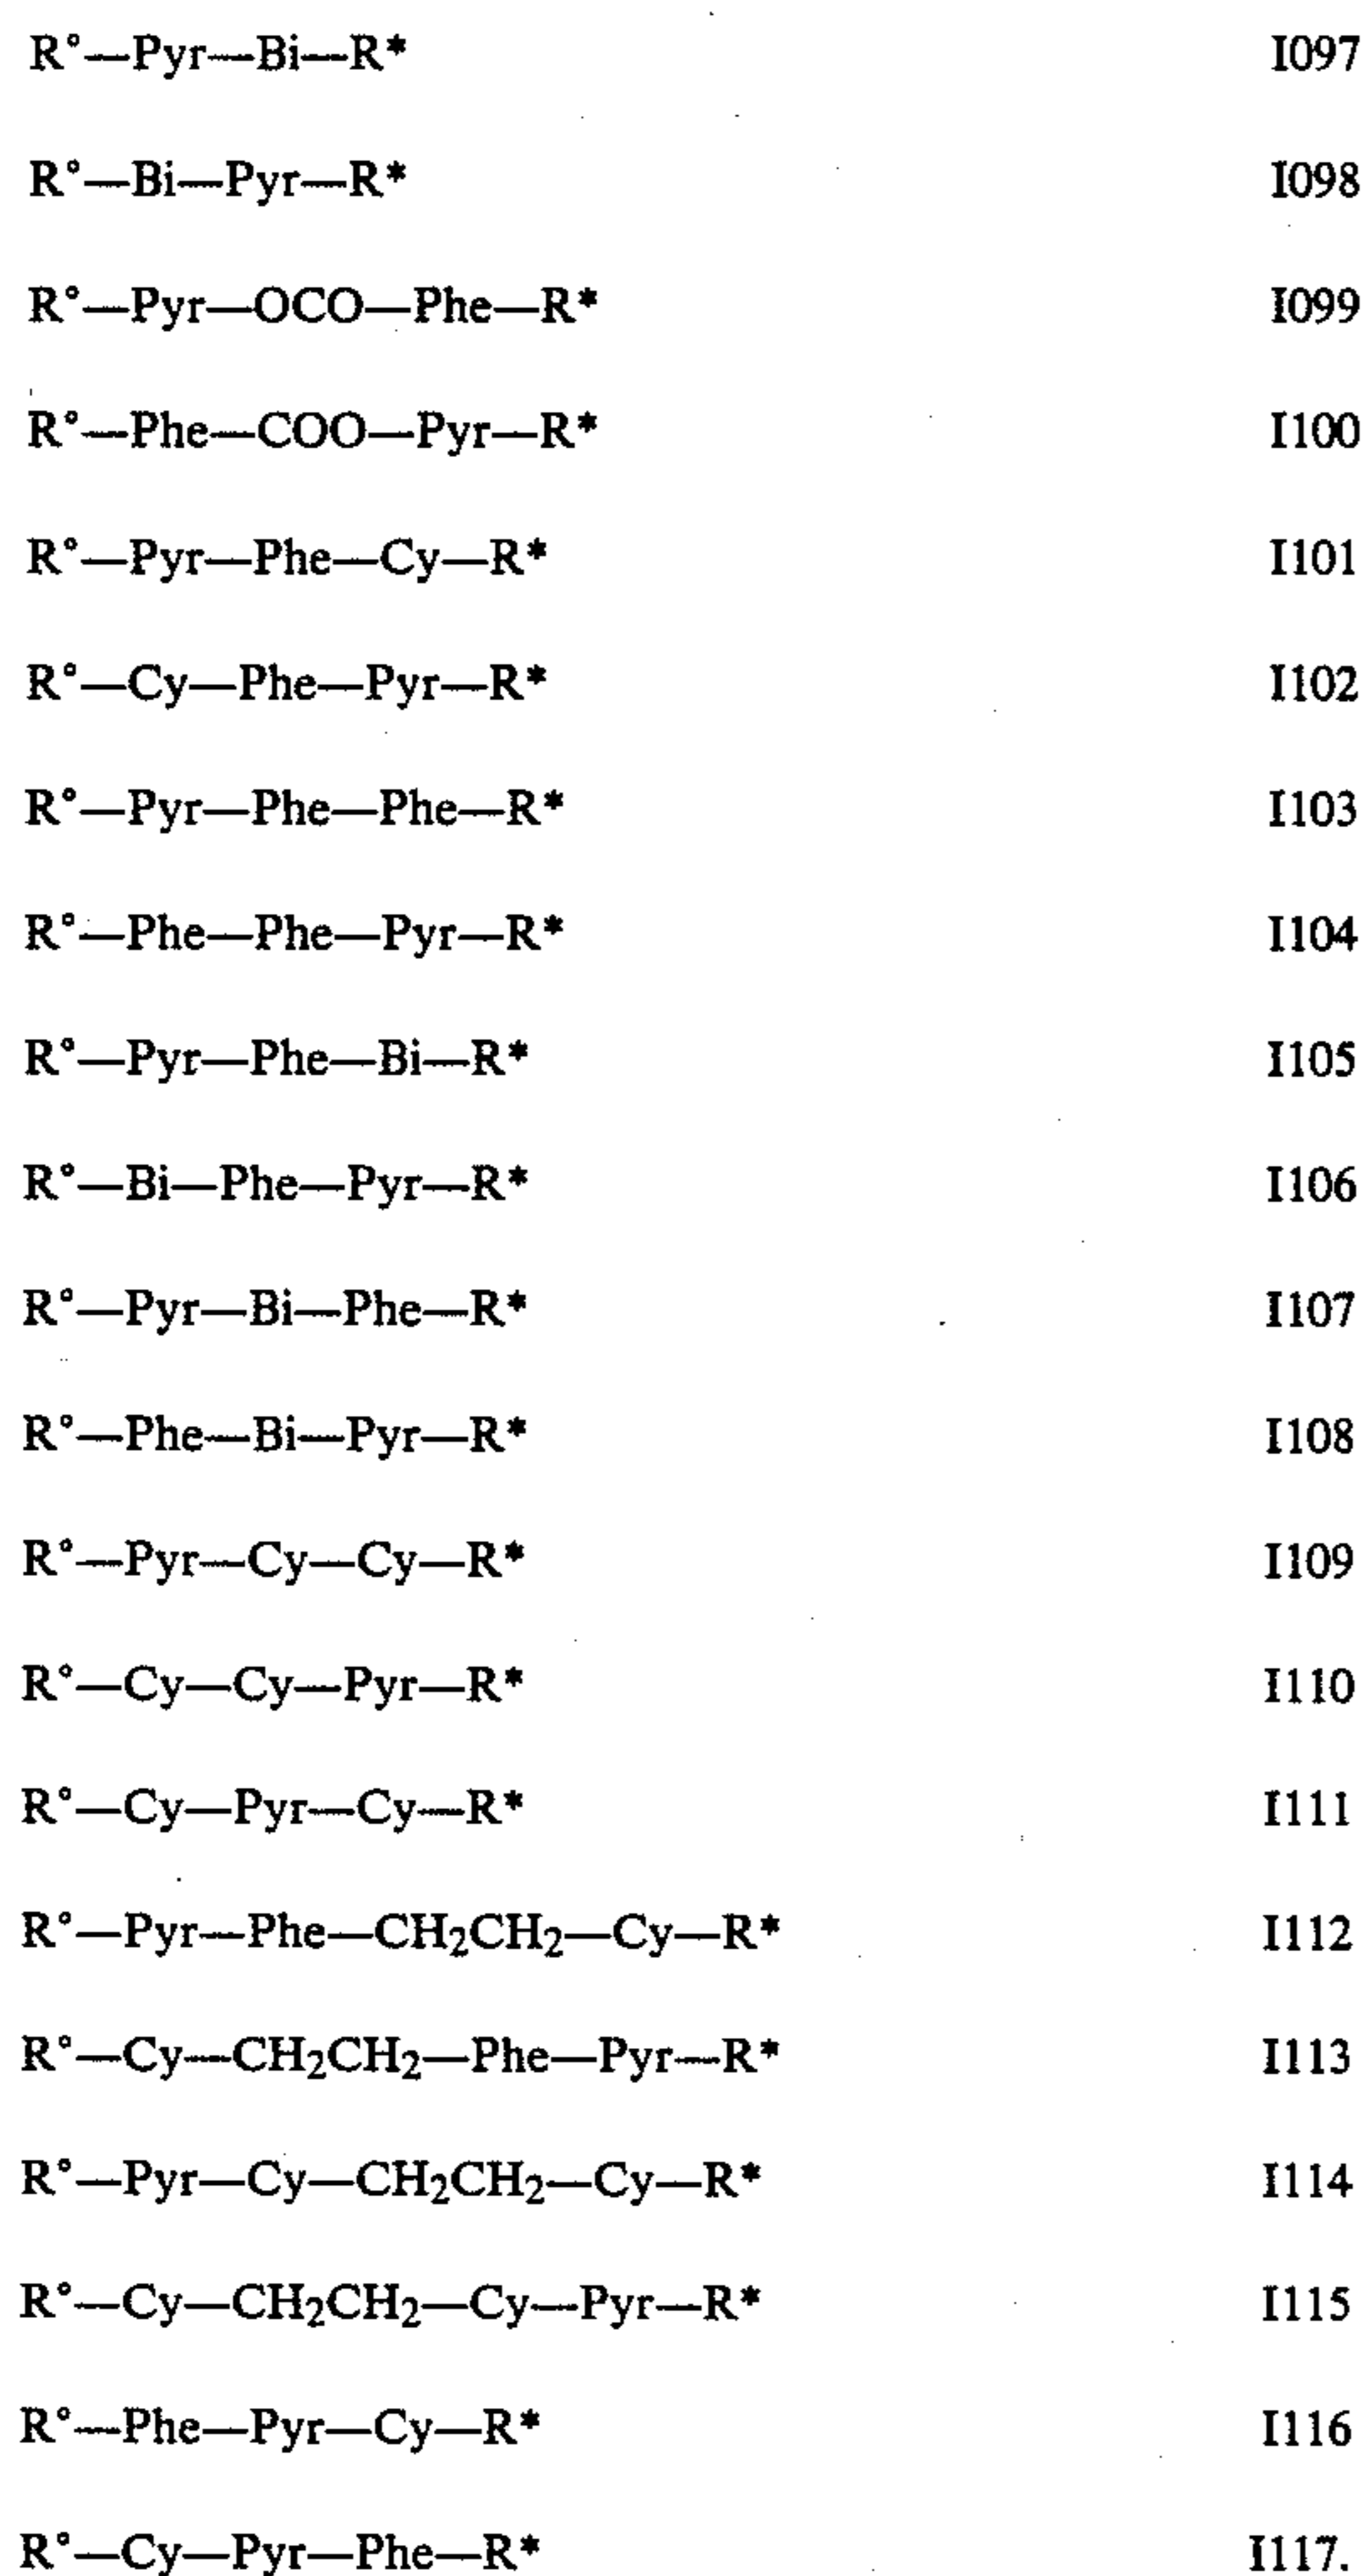 R°—Pyr—Bi—R* I097
R°—Bi—Pyr—R* I098
R°—Pyr—OCO—Phe—R* I099
R°—Phe—COO—Pyr—R* I100
R°—Pyr—Phe—Cy—R* I101
R°—Cy—Phe—Pyr—R* I102
R°—Pyr—Phe—Phe—R* I103
R°—Phe—Phe—Pyr—R* I104
R°—Pyr—Phe—Bi—R* I105
R°—Bi—Phe—Pyr—R* I106
R°—Pyr—Bi—Phe—R* I107
R°—Phe—Bi—Pyr—R* I108
R°—Pyr—Cy—Cy—R* I109
R°—Cy—Cy—Pyr—R* I110
R°—Cy—Pyr—Cy—R* I111
R°—Pyr—Phe—CH₂CH₂—Cy—R* I112
R°—Cy—CH₂CH₂—Phe—Pyr—R* I113
R°—Pyr—Cy—CH₂CH₂—Cy—R* I114
R°—Cy—CH₂CH₂—Cy—Pyr—R* I115
R°—Phe—Pyr—Cy—R* I116
R°—Cy—Pyr—Phe—R* I117.